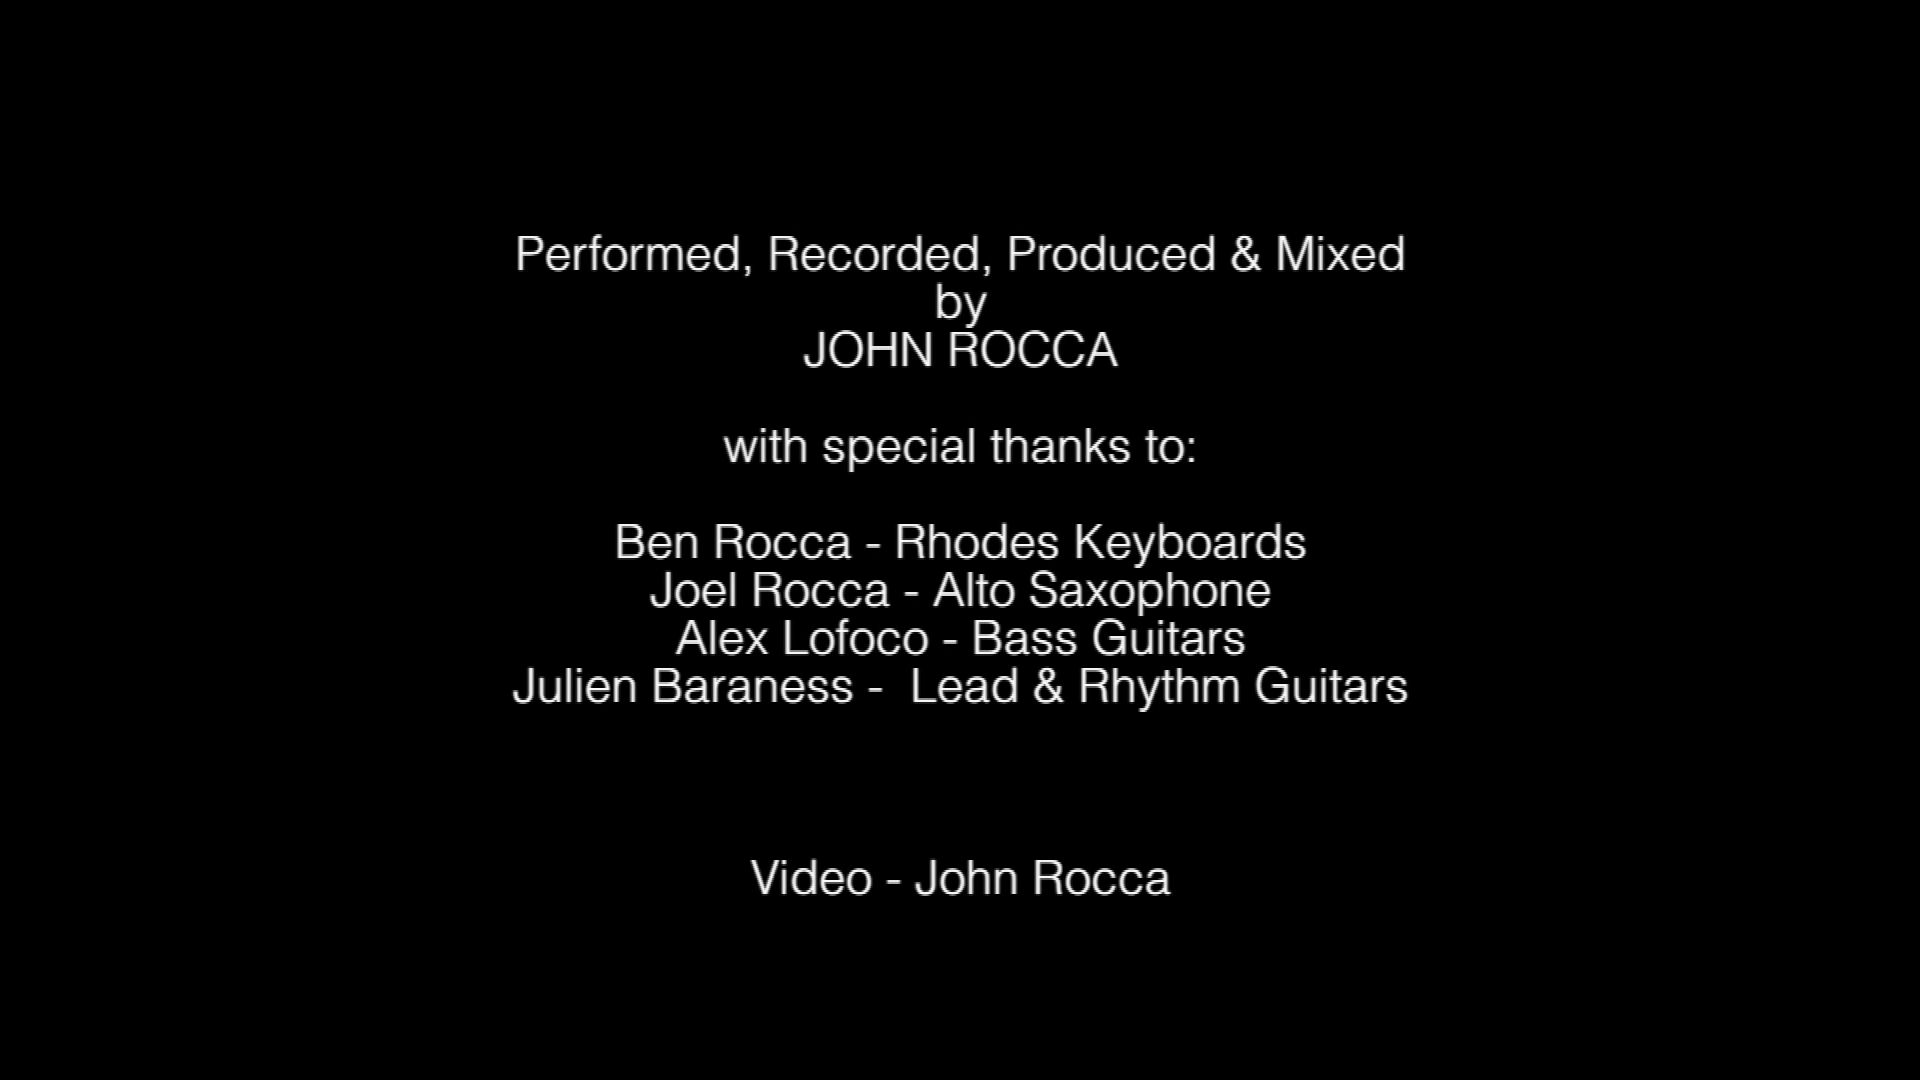 Performed, Recorded, Produced & Mixed
by
JOHN ROCCA
with special thanks to:
Ben Rocca - Rhodes Keyboards
Joel Rocca - Alto Saxophone
Alex Lofoco - Bass Guitars
Julien Baraness -  Lead & Rhythm Guitars
Video - John Rocca